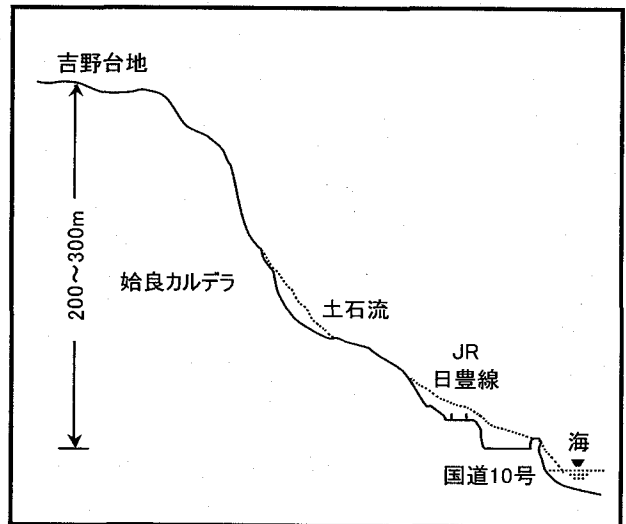 吉野台地
200～300m
姶良カルデラ
土石流
JR
日豊線
海
国道10号